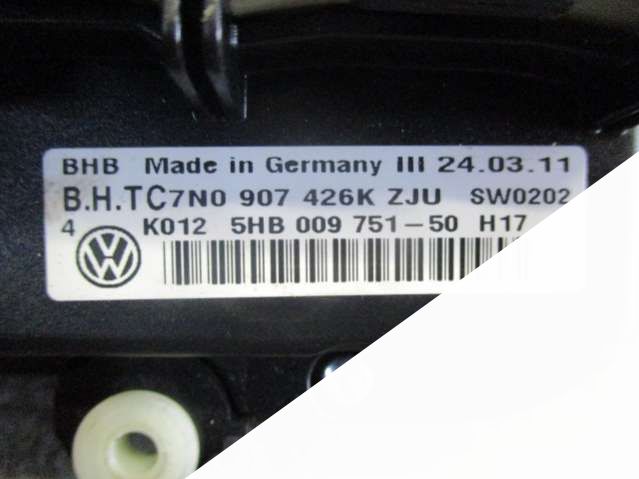 BHB Made in Germany III 24.03.11
B.H.TC7N0 907 426K ZJU SW0202
4 K012 5HB 009 751-50 H17